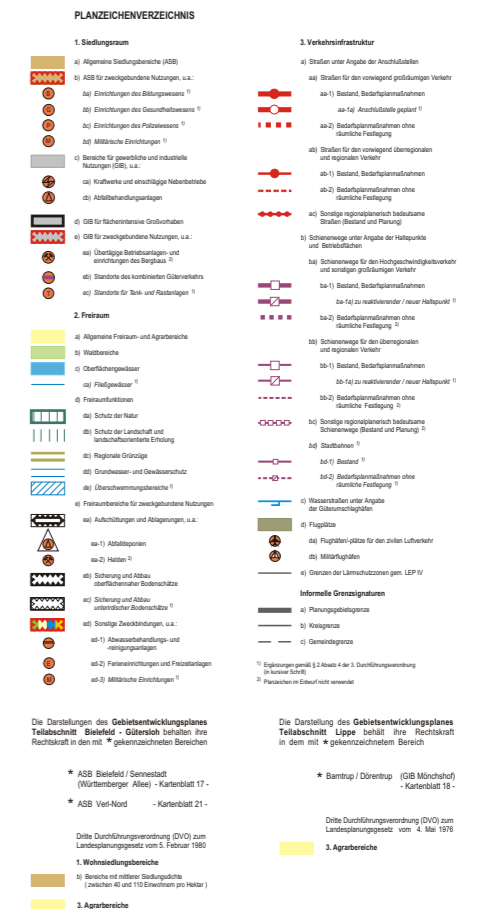 PLANZEICHENVERZEICHNIS
1. Siedlungsraum
a) Allgemeine Siedlungsbereiche (ASB)
b) ASB für zweckgebundene Nutzungen, u.a.:
B
ba) Einrichtungen des Bildungswesens 1)
G
bb) Einrichtungen des Gesundheitswesens 1)
P
bc) Einrichtungen des Polizeiwesens 1)
M
bd) Militärische Einrichtungen 1)
c) Bereiche für gewerbliche und industrielle
Nutzungen (GIB), u.a.:
ca) Kraftwerke und einschlägige Nebenbetriebe
cb) Abfallbehandlungsanlagen
d) GIB für flächenintensive Großvorhaben
e) GIB für zweckgebundene Nutzungen, u.a.:
ea) Übertägige Betriebsanlagen- und
einrichtungen des Bergbaus 2)
eb) Standorte des kombinierten Güterverkehrs
T
ec) Standorte für Tank- und Rastanlagen 1)
2. Freiraum
a) Allgemeine Freiraum- und Agrarbereiche
b) Waldbereiche
c) Oberflächengewässer
ca) Fließgewässer 1)
d) Freiraumfunktionen
da) Schutz der Natur
db) Schutz der Landschaft und
landschaftsorientierte Erholung
dc) Regionale Grünzüge
dd) Grundwasser- und Gewässerschutz
de) Überschwemmungsbereiche 1)
e) Freiraumbereiche für zweckgebundene Nutzungen
ea) Aufschüttungen und Ablagerungen, u.a.:
ea-1) Abfalldeponien
ea-2) Halden 2)
eb) Sicherung und Abbau
oberflächennaher Bodenschätze
ec) Sicherung und Abbau
unterirdischer Bodenschätze 1)
ed) Sonstige Zweckbindungen, u.a.:
ed-1) Abwasserbehandlungs- und
-reinigungsanlagen
E
ed-2) Ferieneinrichtungen und Freizeitanlagen
M
ed-3) Militärische Einrichtungen 1)
3. Verkehrsinfrastruktur
a) Straßen unter Angabe der Anschlußstellen
aa) Straßen für den vorwiegend großräumigen Verkehr
aa-1) Bestand, Bedarfsplanmaßnahmen
aa-1a) Anschlußstelle geplant 1)
aa-2) Bedarfsplanmaßnahmen ohne
räumliche Festlegung
ab) Straßen für den vorwiegend überregionalen
und regionalen Verkehr
ab-1) Bestand, Bedarfsplanmaßnahmen
ab-2) Bedarfsplanmaßnahmen ohne
räumliche Festlegung
ac) Sonstige regionalplanerisch bedeutsame
Straßen (Bestand und Planung)
b) Schienenwege unter Angabe der Haltepunkte
und Betriebsflächen
ba) Schienenwege für den Hochgeschwindigkeitsverkehr
und sonstigen großräumigen Verkehr
ba-1) Bestand, Bedarfsplanmaßnahmen
ba-1a) zu reaktivierender / neuer Haltepunkt 1)
ba-2) Bedarfsplanmaßnahmen ohne
räumliche Festlegung 2)
bb) Schienenwege für den überregionalen
und regionalen Verkehr
bb-1) Bestand, Bedarfsplanmaßnahmen
bb-1a) zu reaktivierender / neuer Haltepunkt 1)
bb-2) Bedarfsplanmaßnahmen ohne
räumliche Festlegung 2)
bc) Sonstige regionalplanerisch bedeutsame
Schienenwege (Bestand und Planung) 2)
bd) Stadtbahnen 1)
bd-1) Bestand 1)
bd-2) Bedarfsplanmaßnahmen ohne
räumliche Festlegung 1)
c) Wasserstraßen unter Angabe
der Güterumschlaghäfen
d) Flugplätze
da) Flughäfen/-plätze für den zivilen Luftverkehr
db) Militärflughäfen
e) Grenzen der Lärmschutzzonen gem. LEP IV
Informelle Grenzsignaturen
a) Planungsgebietsgrenze
b) Kreisgrenze
c) Gemeindegrenze
1) Ergänzungen gemäß § 2 Absatz 4 der 3. Durchführungsverordnung
(in kursiver Schrift)
2) Planzeichen im Entwurf nicht verwendet
Die Darstellungen des Gebietsentwicklungsplanes
Teilabschnitt Bielefeld - Gütersloh behalten ihre
Rechtskraft in den mit * gekennzeichneten Bereichen
* ASB Bielefeld / Sennestadt
(Württemberger Allee) - Kartenblatt 17 -
* ASB Verl-Nord - Kartenblatt 21 -
Dritte Durchführungsverordnung (DVO) zum
Landesplanungsgesetz vom 5. Februar 1980
1. Wohnsiedlungsbereiche
b) Bereiche mit mittlerer Siedlungsdichte
( zwischen 40 und 110 Einwohnern pro Hektar )
3. Agrarbereiche
Die Darstellung des Gebietsentwicklungsplanes
Teilabschnitt Lippe behält ihre Rechtskraft
in dem mit * gekennzeichnetem Bereich
* Barntrup / Dörentrup (GIB Mönchshof)
- Kartenblatt 18 -
Dritte Durchführungsverordnung (DVO) zum
Landesplanungsgesetz vom 4. Mai 1976
3. Agrarbereiche